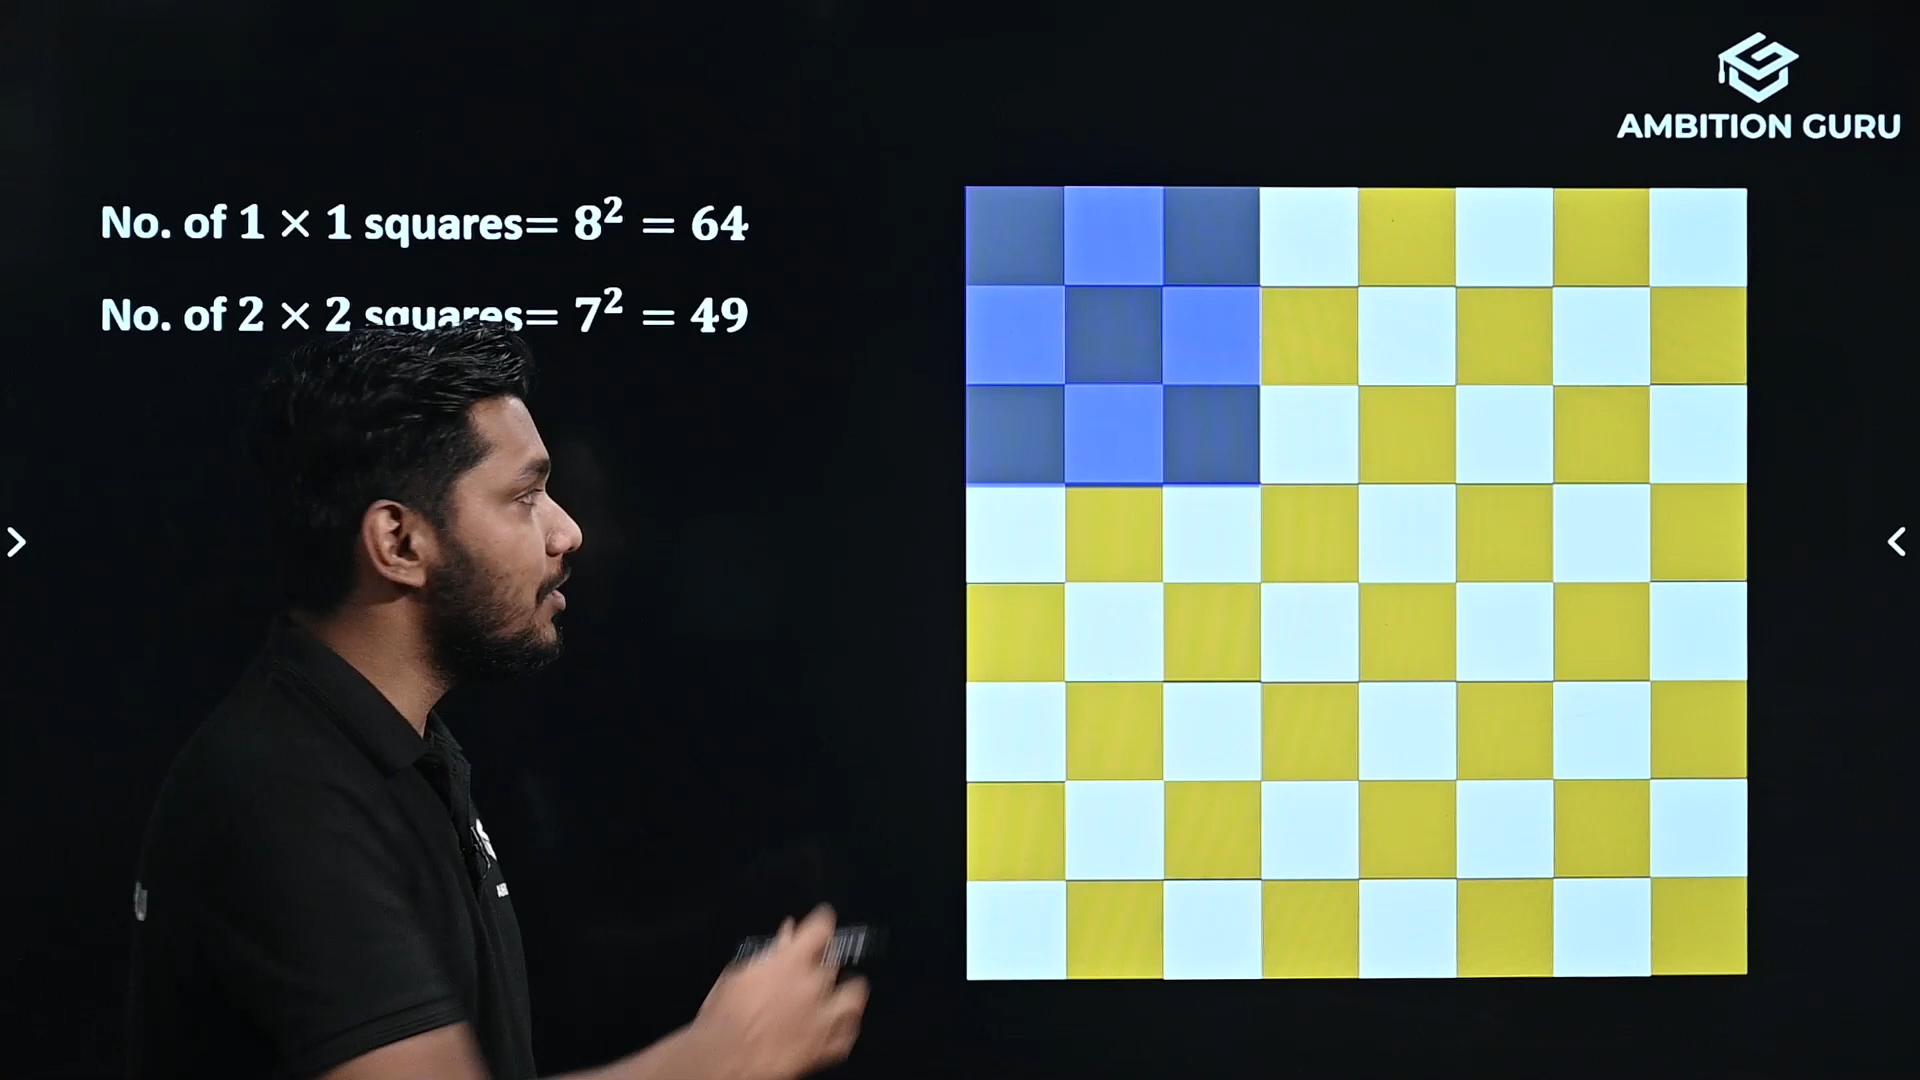 AMBITION GURU
No. of 1 × 1 squares= 8² = 64
No. of 2 × 2 squares= 7² = 49